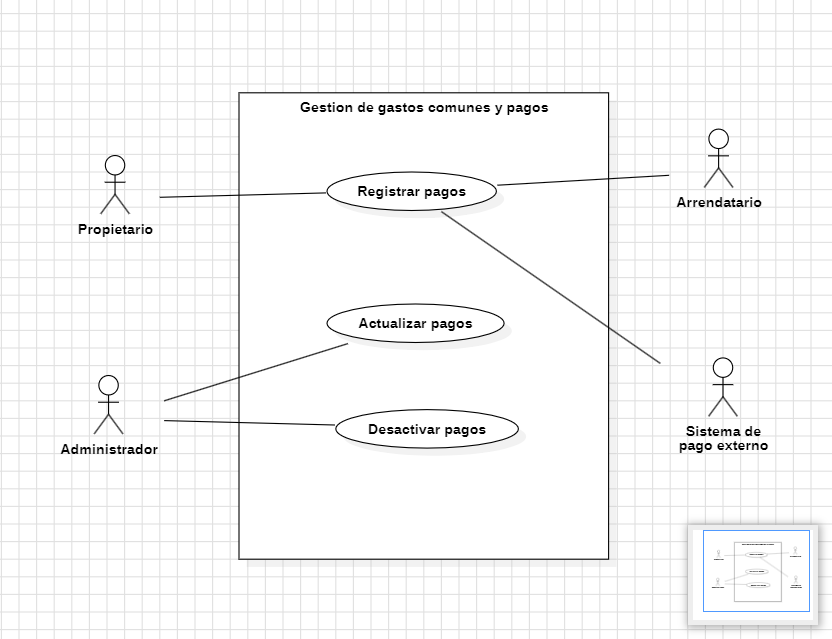 Gestion de gastos comunes y pagos
Registrar pagos
Propietario
Arrendatario
Actualizar pagos
Administrador
Desactivar pagos
Sistema de
pago externo